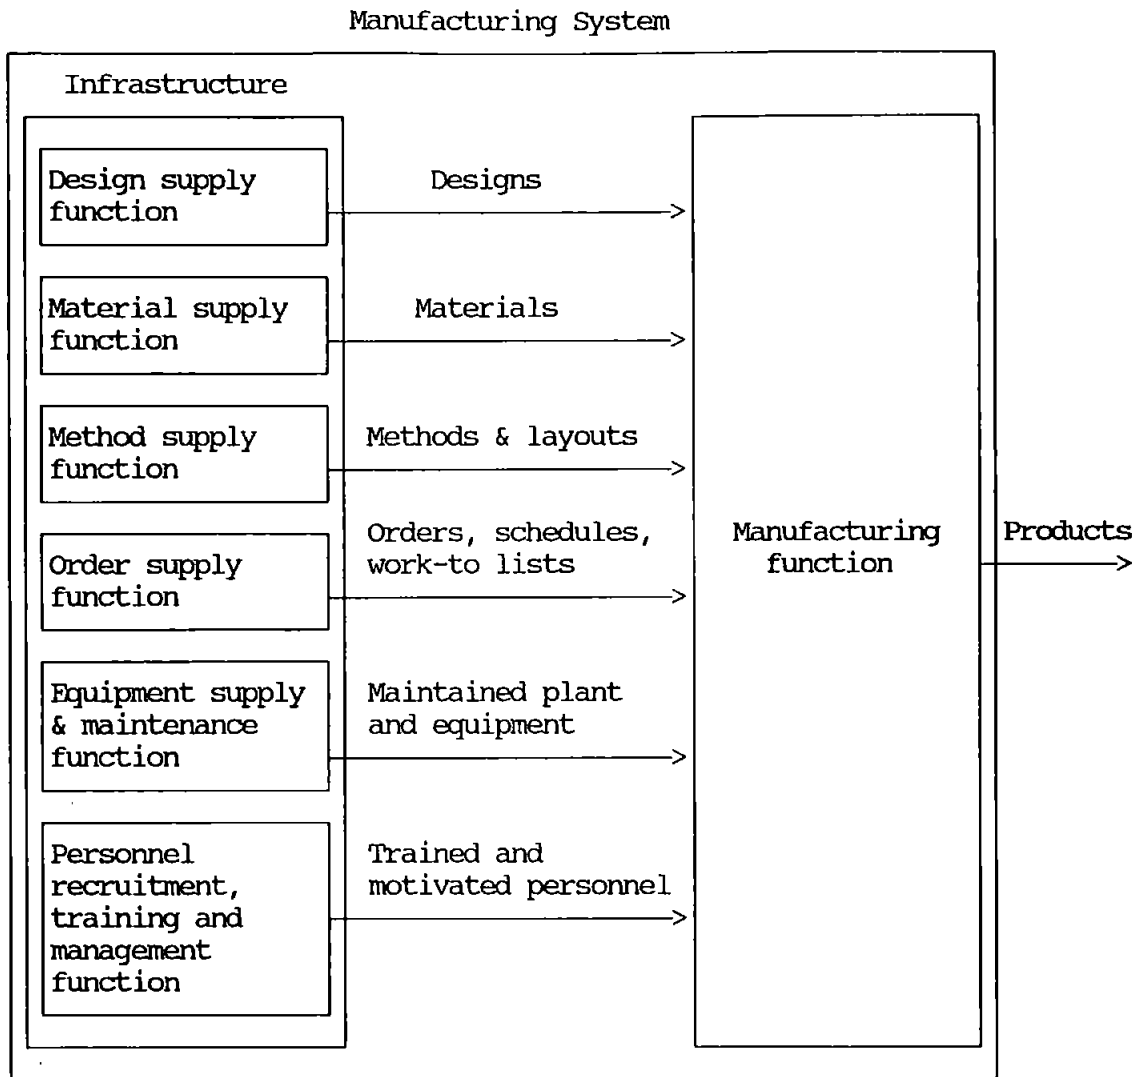 Manufacturing System
Infrastructure
Design supply
function
Designs
Material supply
function
Materials
Method supply
function
Methods & layouts
Order supply
function
Orders, schedules,
work-to lists
Equipment supply
& maintenance
function
Maintained plant
and equipment
Personnel
recruitment,
training and
management
function
Trained and
motivated personnel
Manufacturing
function
Products